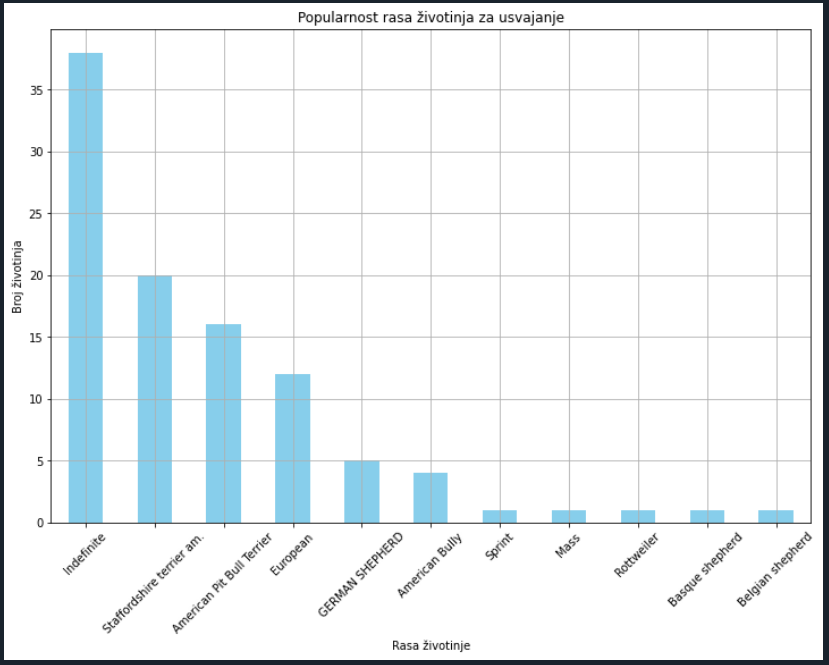 Popularnost rasa životinja za usvajanje
Broj životinja
35
30
25
20
15
10
5
0
Indefinite
Staffordshire terrier am.
American Pit Bull Terrier
European
GERMAN SHEPHERD
American Bully
Sprint
Mass
Rottweiler
Basque shepherd
Belgian shepherd
Rasa životinje